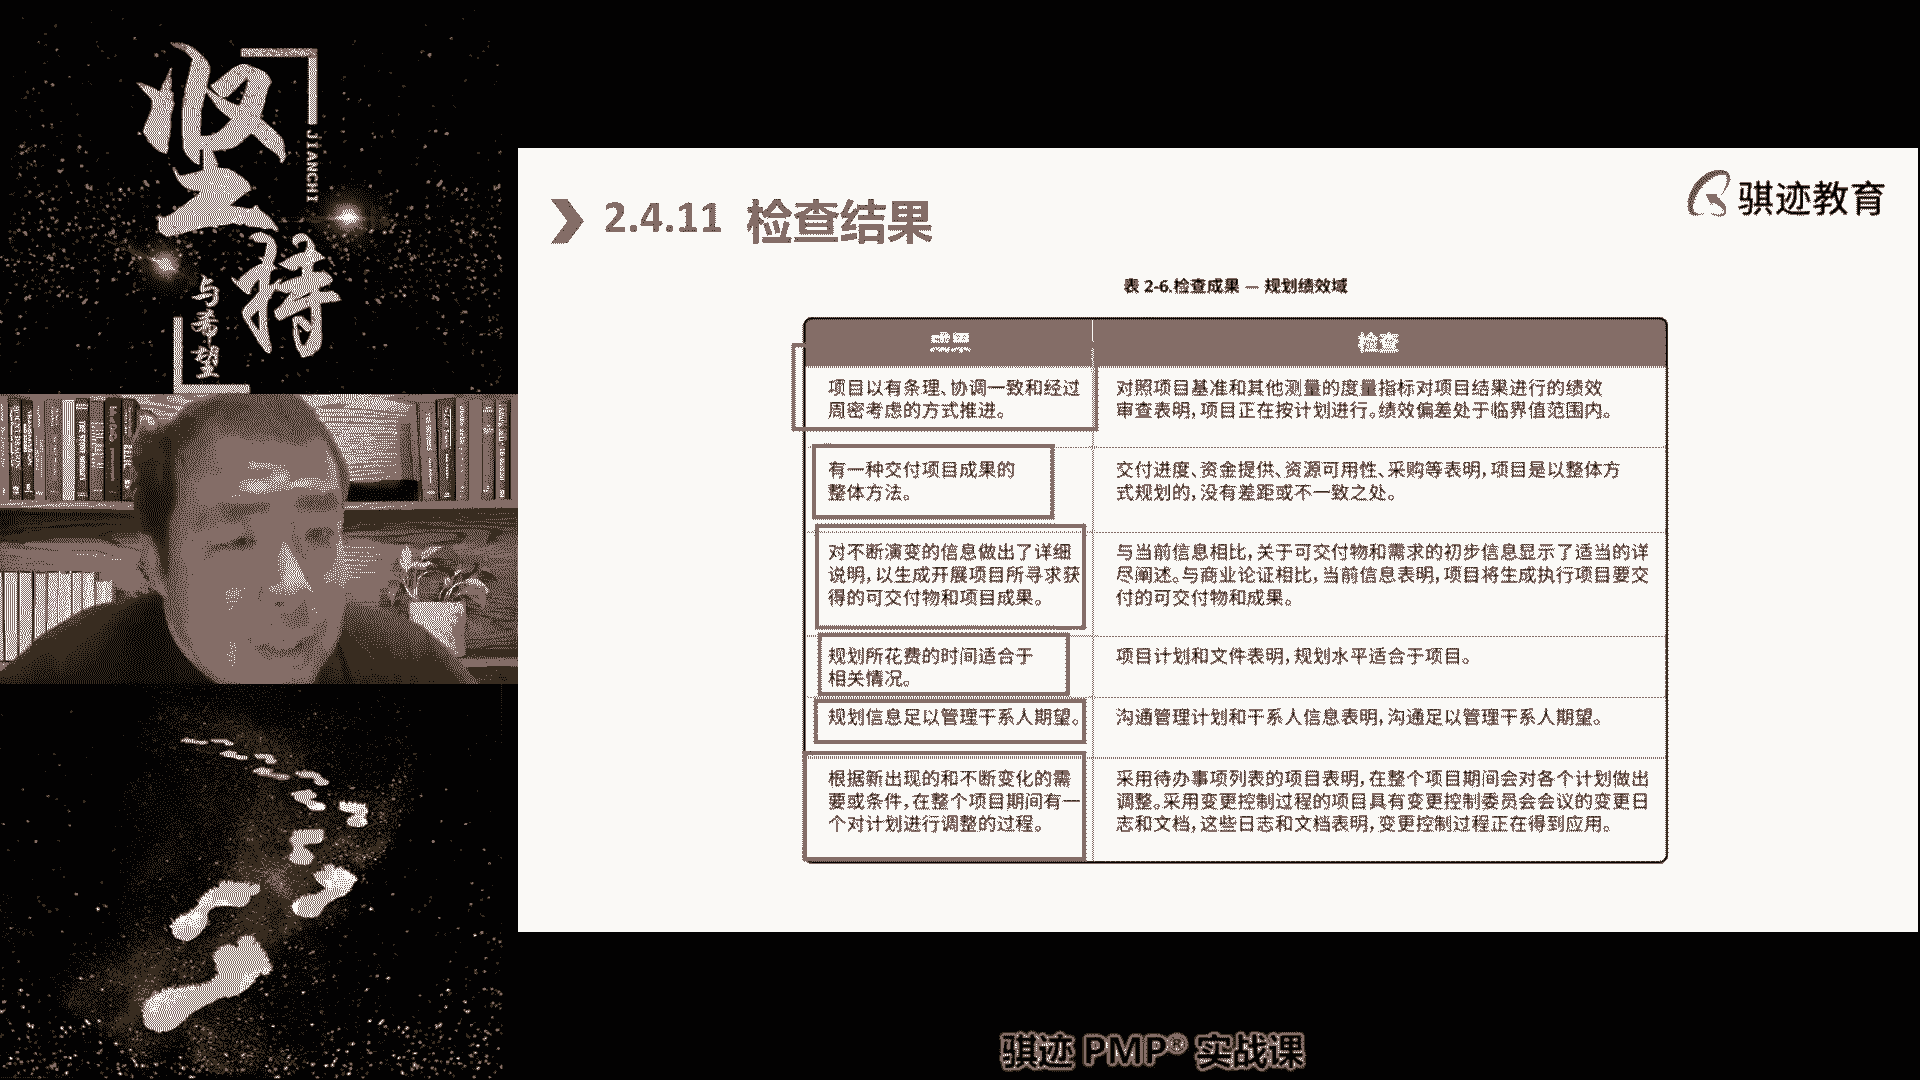 坚持
JIANCHI
与希望
2.4.11 检查结果
骐迹教育
表 2-6.检查成果 — 规划绩效域
成果
检查
项目以有条理、协调一致和经过
周密考虑的方式推进。
对照项目基准和其他测量的度量指标对项目结果进行的绩效
审查表明,项目正在按计划进行。绩效偏差处于临界值范围内。
有一种交付项目成果的
整体方法。
交付进度、资金提供、资源可用性、采购等表明,项目是以整体方
式规划的,没有差距或不一致之处。
对不断演变的信息做出了详细
说明,以生成开展项目所寻求获
得的可交付物和项目成果。
与当前信息相比,关于可交付物和需求的初步信息显示了适当的详
尽阐述。与商业论证相比,当前信息表明,项目将生成执行项目要交
付的可交付物和成果。
规划所花费的时间适合于
相关情况。
项目计划和文件表明,规划水平适合于项目。
规划信息足以管理干系人期望。
沟通管理计划和干系人信息表明,沟通足以管理干系人期望。
根据新出现的和不断变化的需
要或条件,在整个项目期间有一
个对计划进行调整的过程。
采用待办事项列表的项目表明,在整个项目期间会对各个计划做出
调整。采用变更控制过程的项目具有变更控制委员会会议的变更日
志和文档,这些日志和文档表明,变更控制过程正在得到应用。
骐迹 PMP® 实战课